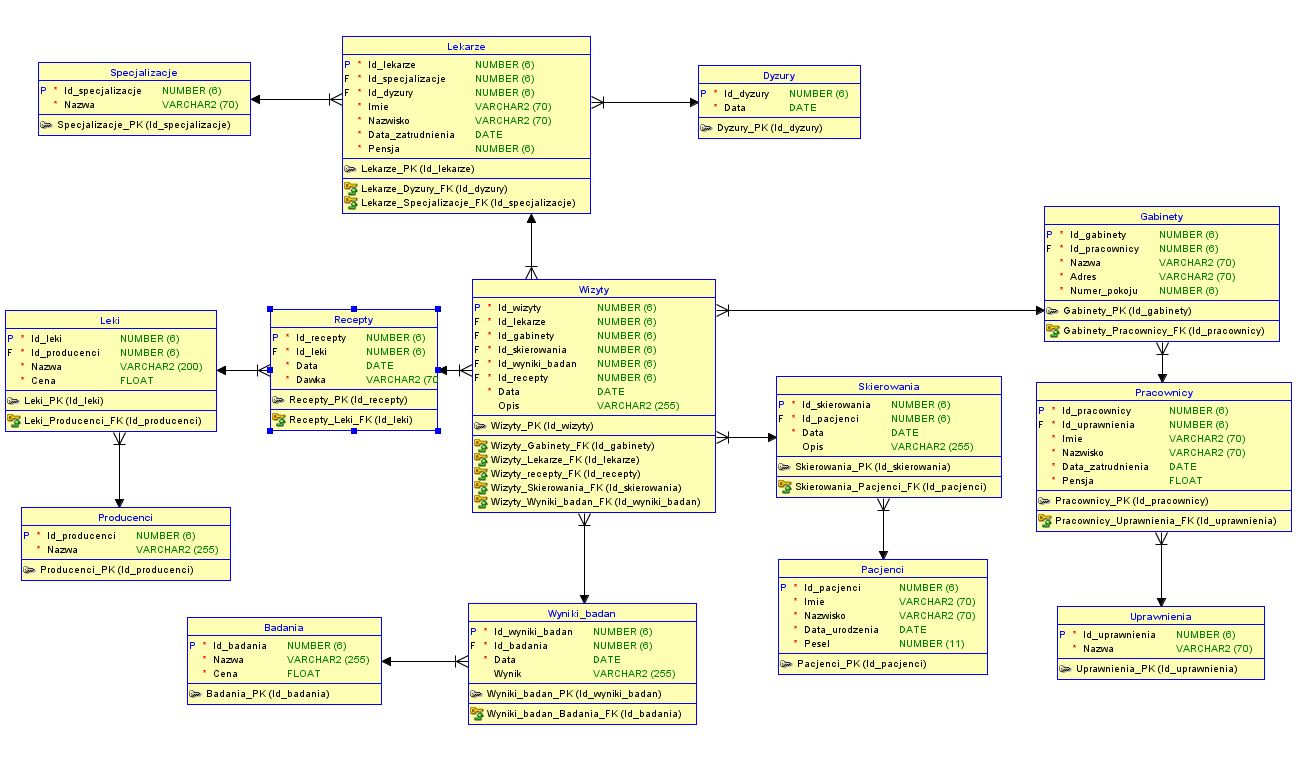 Lekarze
P * Id_lekarze NUMBER (6)
F * Id_specjalizacje NUMBER (6)
F * Id_dyzury NUMBER (6)
* Imie VARCHAR2 (70)
* Nazwisko VARCHAR2 (70)
* Data_zatrudnienia DATE
* Pensja NUMBER (6)
Lekarze_PK (Id_lekarze)
Lekarze_Dyzury_FK (Id_dyzury)
Lekarze_Specjalizacje_FK (Id_specjalizacje)
Specjalizacje
P * Id_specjalizacje NUMBER (6)
* Nazwa VARCHAR2 (70)
Specjalizacje_PK (Id_specjalizacje)
Dyzury
P * Id_dyzury NUMBER (6)
* Data DATE
Dyzury_PK (Id_dyzury)
Gabinety
P * Id_gabinety NUMBER (6)
F * Id_pracownicy NUMBER (6)
* Nazwa VARCHAR2 (70)
* Adres VARCHAR2 (70)
* Numer_pokoju NUMBER (6)
Gabinety_PK (Id_gabinety)
Gabinety_Pracownicy_FK (Id_pracownicy)
Wizyty
P * Id_wizyty NUMBER (6)
F * Id_lekarze NUMBER (6)
F * Id_gabinety NUMBER (6)
F * Id_skierowania NUMBER (6)
F * Id_wyniki_badan NUMBER (6)
F * Id_recepty NUMBER (6)
* Data DATE
Opis VARCHAR2 (255)
Wizyty_PK (Id_wizyty)
Wizyty_Gabinety_FK (Id_gabinety)
Wizyty_Lekarze_FK (Id_lekarze)
Wizyty_recepty_FK (Id_recepty)
Wizyty_Skierowania_FK (Id_skierowania)
Wizyty_Wyniki_badan_FK (Id_wyniki_badan)
Leki
P * Id_leki NUMBER (6)
F * Id_producenci NUMBER (6)
* Nazwa VARCHAR2 (200)
* Cena FLOAT
Leki_PK (Id_leki)
Leki_Producenci_FK (Id_producenci)
Recepty
P * Id_recepty NUMBER (6)
F * Id_leki NUMBER (6)
* Data DATE
* Dawka VARCHAR2 (70
Recepty_PK (Id_recepty)
Recepty_Leki_FK (Id_leki)
Skierowania
P * Id_skierowania NUMBER (6)
F * Id_pacjenci NUMBER (6)
* Data DATE
Opis VARCHAR2 (255)
Skierowania_PK (Id_skierowania)
Skierowania_Pacjenci_FK (Id_pacjenci)
Pracownicy
P * Id_pracownicy NUMBER (6)
F * Id_uprawnienia NUMBER (6)
* Imie VARCHAR2 (70)
* Nazwisko VARCHAR2 (70)
* Data_zatrudnienia DATE
* Pensja FLOAT
Pracownicy_PK (Id_pracownicy)
Pracownicy_Uprawnienia_FK (Id_uprawnienia)
Producenci
P * Id_producenci NUMBER (6)
* Nazwa VARCHAR2 (255)
Producenci_PK (Id_producenci)
Pacjenci
P * Id_pacjenci NUMBER (6)
* Imie VARCHAR2 (70)
* Nazwisko VARCHAR2 (70)
* Data_urodzenia DATE
* Pesel NUMBER (11)
Pacjenci_PK (Id_pacjenci)
Badania
P * Id_badania NUMBER (6)
* Nazwa VARCHAR2 (255)
* Cena FLOAT
Badania_PK (Id_badania)
Wyniki_badan
P * Id_wyniki_badan NUMBER (6)
F * Id_badania NUMBER (6)
* Data DATE
Wynik VARCHAR2 (255)
Wyniki_badan_PK (Id_wyniki_badan)
Wyniki_badan_Badania_FK (Id_badania)
Uprawnienia
P * Id_uprawnienia NUMBER (6)
* Nazwa VARCHAR2 (70)
Uprawnienia_PK (Id_uprawnienia)